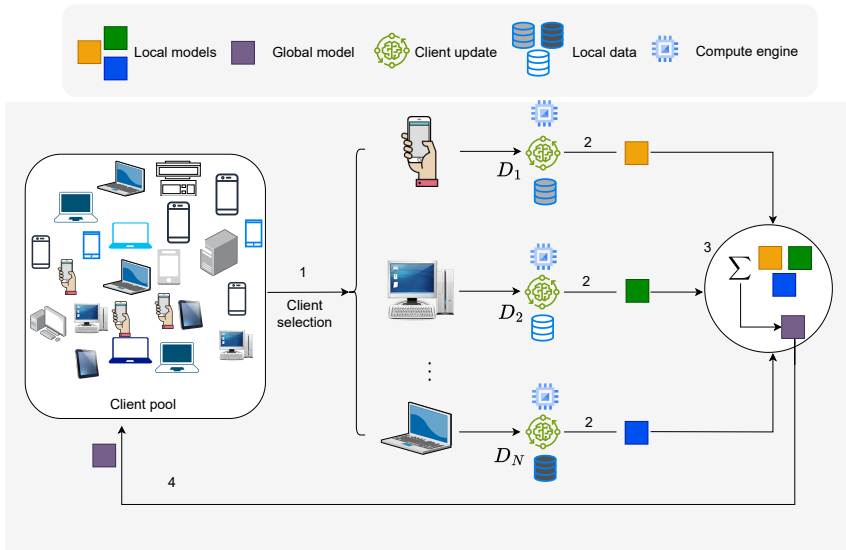 Local models
Global model
Client update
Local data
Compute engine
1
Client
selection
Client pool
D₁
2
D₂
2
⋮
D_N
2
3
∑
4